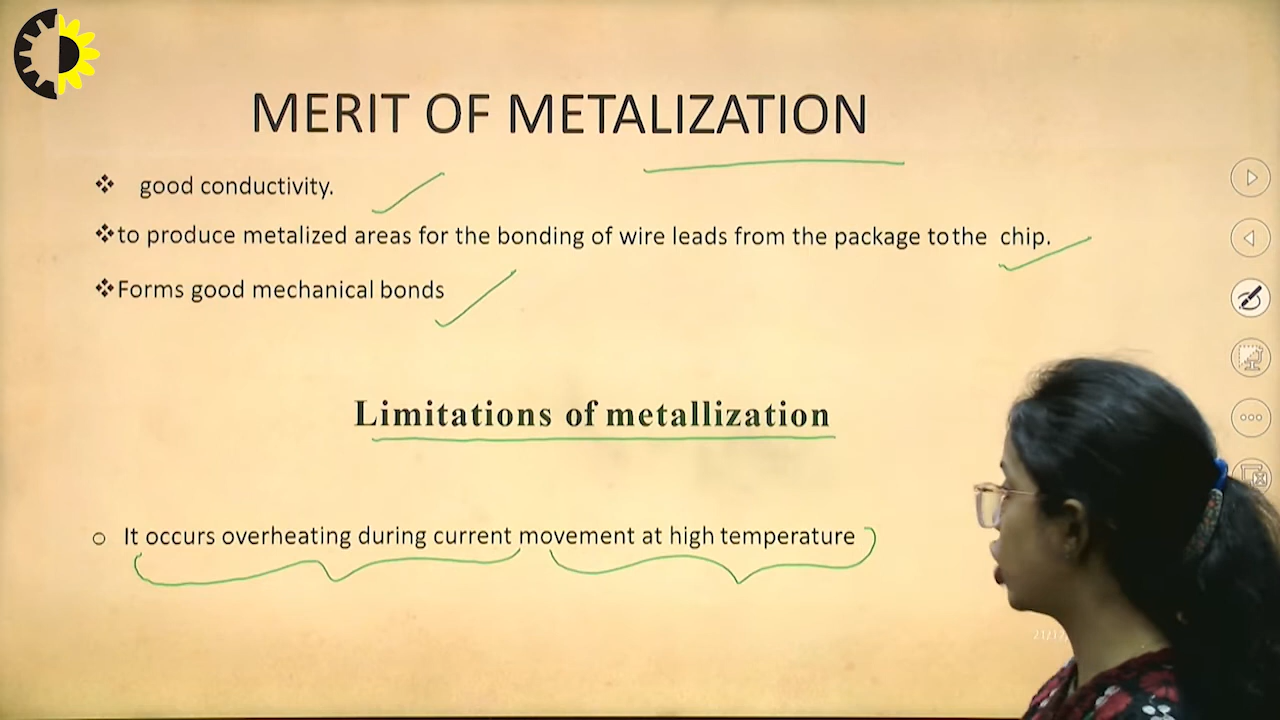 MERIT OF METALIZATION
❖ good conductivity.
❖to produce metalized areas for the bonding of wire leads from the package to the chip.
❖Forms good mechanical bonds
Limitations of metallization
○ It occurs overheating during current movement at high temperature